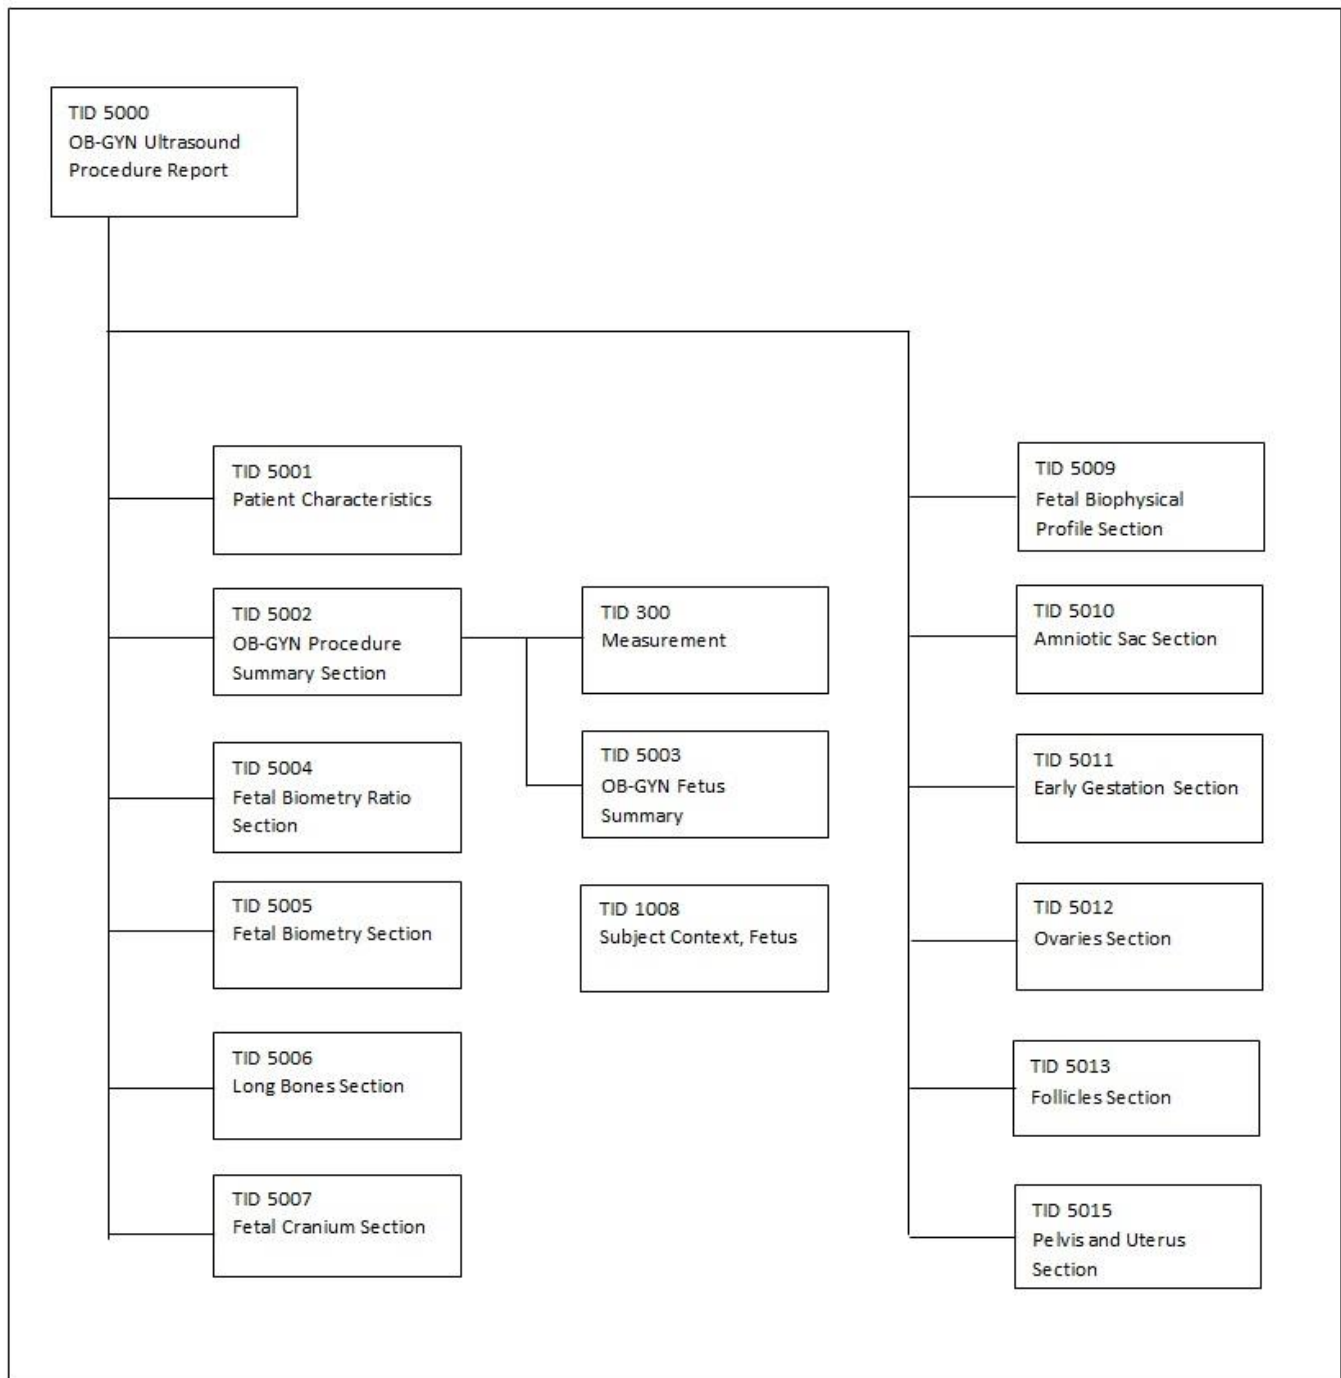 TID 5000
OB-GYN Ultrasound
Procedure Report
TID 5001
Patient Characteristics
TID 5002
OB-GYN Procedure
Summary Section
TID 5004
Fetal Biometry Ratio
Section
TID 5005
Fetal Biometry Section
TID 5006
Long Bones Section
TID 5007
Fetal Cranium Section
TID 300
Measurement
TID 5003
OB-GYN Fetus
Summary
TID 1008
Subject Context, Fetus
TID 5009
Fetal Biophysical
Profile Section
TID 5010
Amniotic Sac Section
TID 5011
Early Gestation Section
TID 5012
Ovaries Section
TID 5013
Follicles Section
TID 5015
Pelvis and Uterus
Section